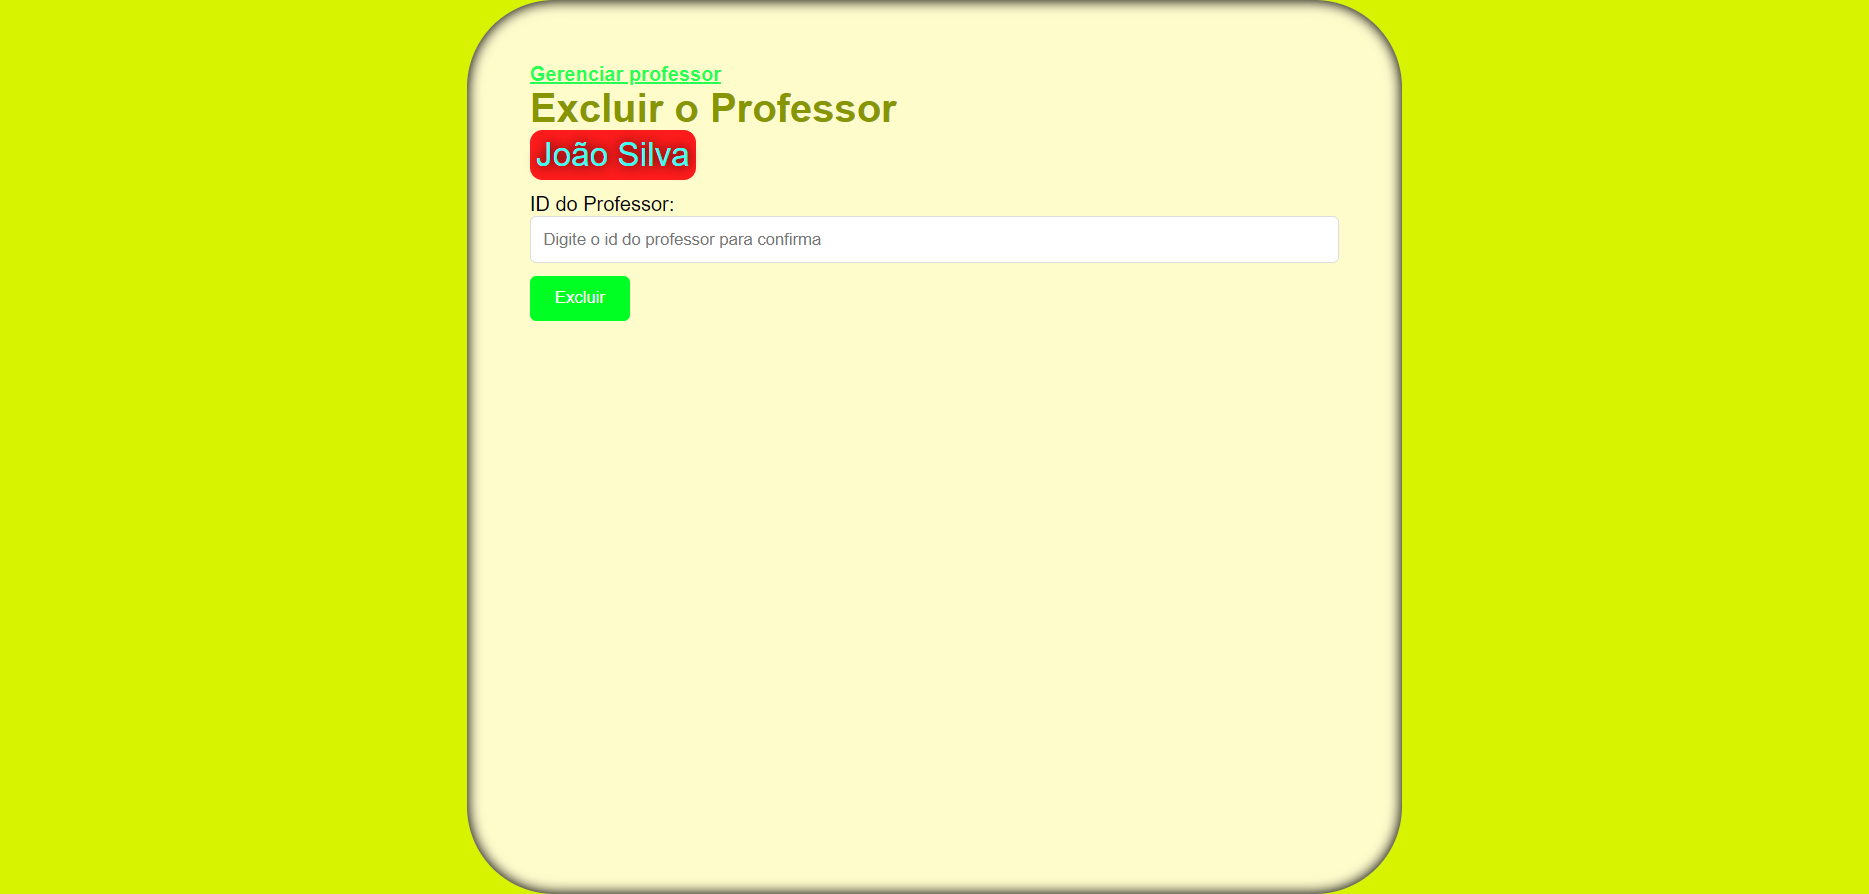 Gerenciar professor
Excluir o Professor
João Silva
ID do Professor:
Digite o id do professor para confirma
Excluir